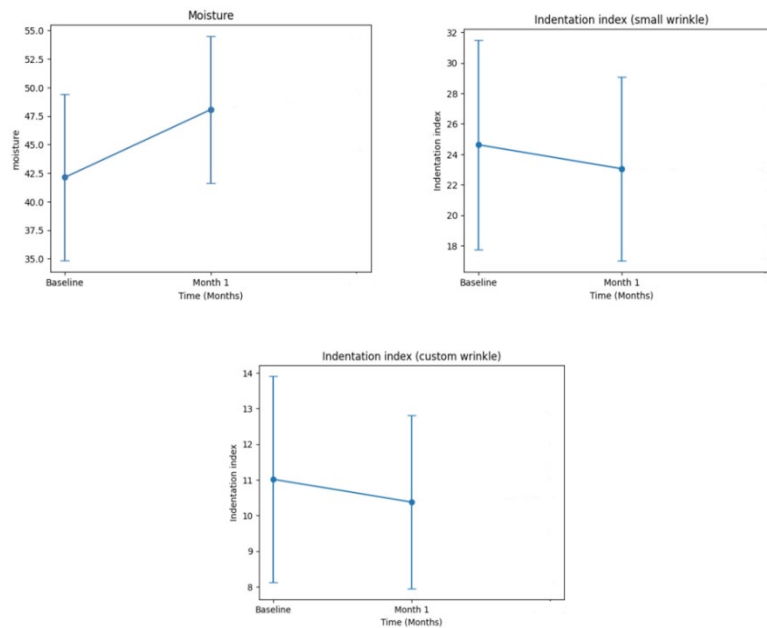 Moisture
55.0
52.5
50.0
47.5
45.0
42.5
40.0
37.5
35.0
moisture
Baseline
Month 1
Time (Months)
Indentation index (small wrinkle)
32
30
28
26
24
22
20
18
Indentation index
Baseline
Month 1
Time (Months)
Indentation index (custom wrinkle)
14
13
12
11
10
9
8
Indentation index
Baseline
Month 1
Time (Months)